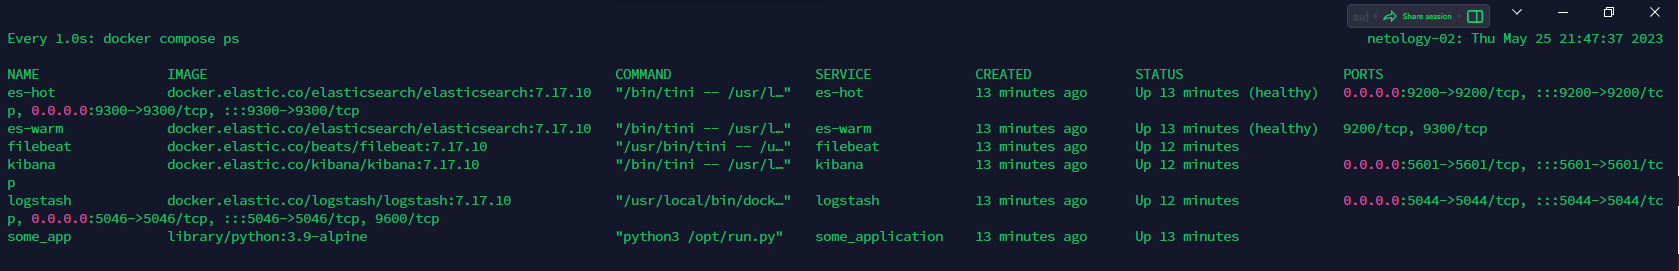 au| Share session
Every 1.0s: docker compose ps netology-02: Thu May 25 21:47:37 2023
NAME IMAGE COMMAND SERVICE CREATED STATUS PORTS
es-hot docker.elastic.co/elasticsearch/elasticsearch:7.17.10 "/bin/tini -- /usr/l…" es-hot 13 minutes ago Up 13 minutes (healthy) 0.0.0.0:9200->9200/tcp, :::9200->9200/tc
p, 0.0.0.0:9300->9300/tcp, :::9300->9300/tcp
es-warm docker.elastic.co/elasticsearch/elasticsearch:7.17.10 "/bin/tini -- /usr/l…" es-warm 13 minutes ago Up 13 minutes (healthy) 9200/tcp, 9300/tcp
filebeat docker.elastic.co/beats/filebeat:7.17.10 "/usr/bin/tini -- /u…" filebeat 13 minutes ago Up 12 minutes
kibana docker.elastic.co/kibana/kibana:7.17.10 "/bin/tini -- /usr/l…" kibana 13 minutes ago Up 12 minutes 0.0.0.0:5601->5601/tcp, :::5601->5601/tc
p
logstash docker.elastic.co/logstash/logstash:7.17.10 "/usr/local/bin/dock…" logstash 13 minutes ago Up 12 minutes 0.0.0.0:5044->5044/tcp, :::5044->5044/tc
p, 0.0.0.0:5046->5046/tcp, :::5046->5046/tcp, 9600/tcp
some_app library/python:3.9-alpine "python3 /opt/run.py" some_application 13 minutes ago Up 13 minutes